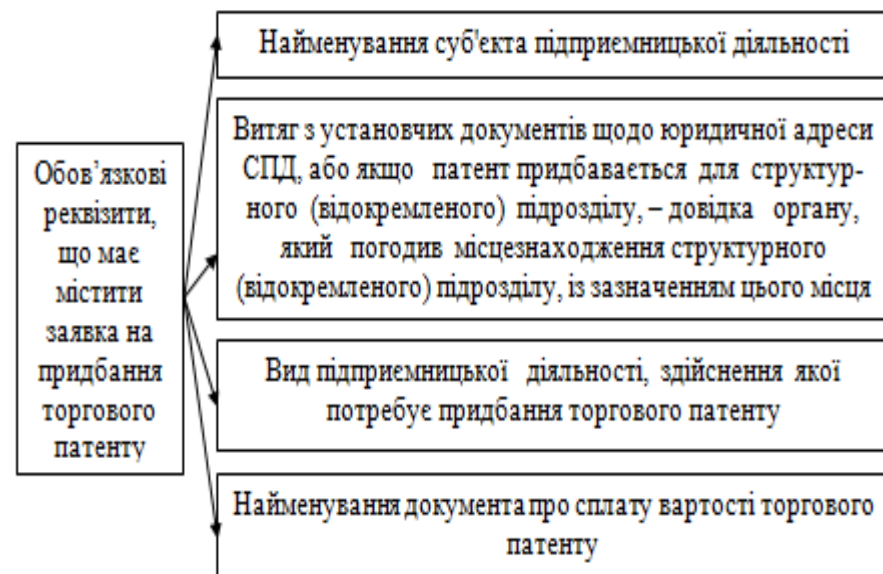 Обов’язкові
реквізити,
що має
містити
заявка на
придбання
торгового
патенту
Найменування суб'єкта підприємницької діяльності
Витяг з установчих документів щодо юридичної адреси
СПД, або якщо патент придбавається для структур-
ного (відокремленого) підрозділу, – довідка органу,
який погодив місцезнаходження структурного
(відокремленого) підрозділу, із зазначенням цього місця
Вид підприємницької діяльності, здійснення якої
потребує придбання торгового патенту
Найменування документа про сплату вартості торгового
патенту